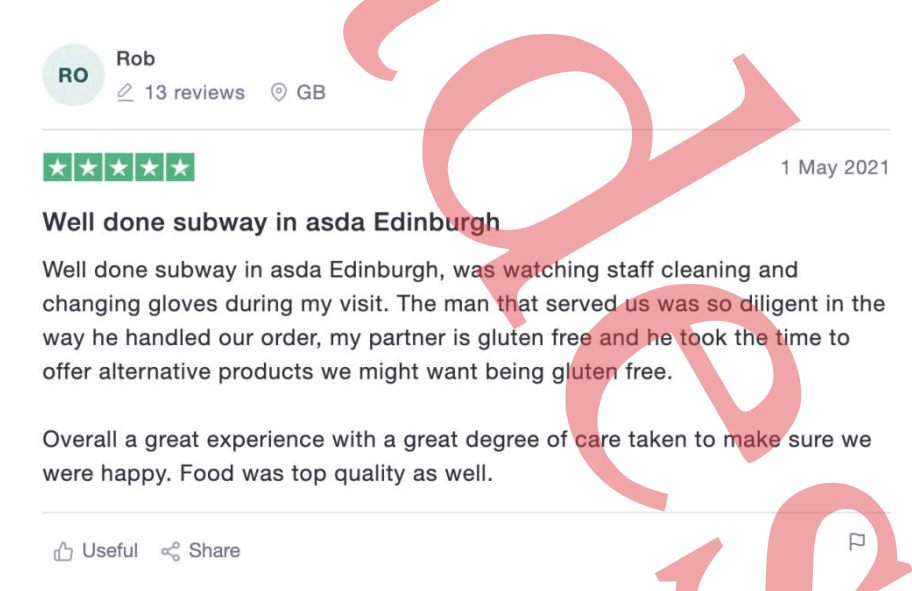 RO
Rob
13 reviews GB
1 May 2021
Well done subway in asda Edinburgh
Well done subway in asda Edinburgh, was watching staff cleaning and
changing gloves during my visit. The man that served us was so diligent in the
way he handled our order, my partner is gluten free and he took the time to
offer alternative products we might want being gluten free.
Overall a great experience with a great degree of care taken to make sure we
were happy. Food was top quality as well.
Useful Share